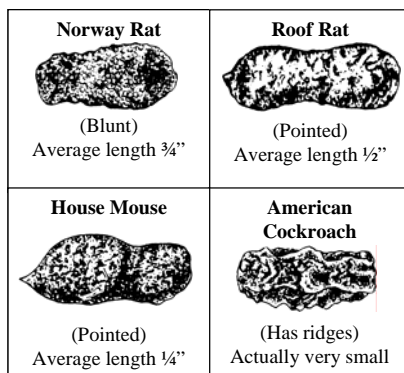 Norway Rat
(Blunt)
Average length ¾”
Roof Rat
(Pointed)
Average length ½”
House Mouse
(Pointed)
Average length ¼”
American
Cockroach
(Has ridges)
Actually very small